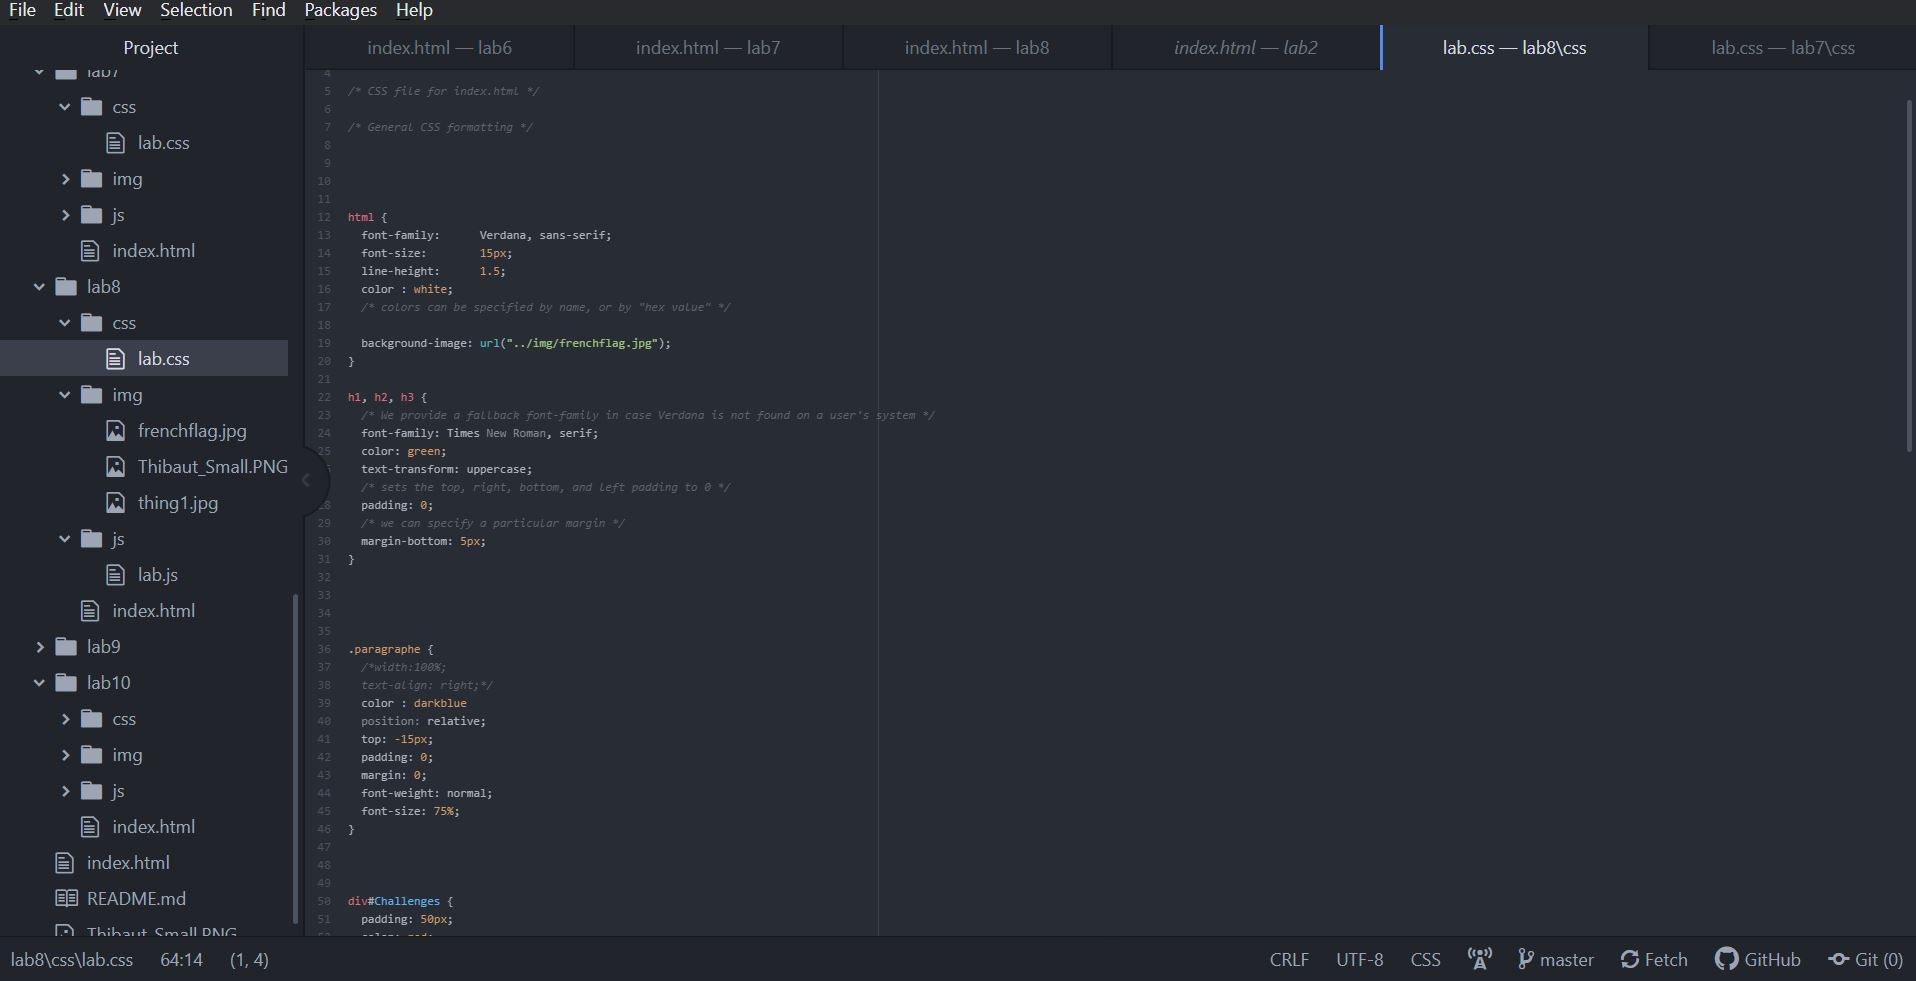 File Edit View Selection Find Packages Help
Project
index.html — lab6
index.html — lab7
index.html — lab8
index.html — lab2
lab.css — lab8\css
lab.css — lab7\css
lab7
css
lab.css
img
js
index.html
lab8
css
lab.css
img
frenchflag.jpg
Thibaut_Small.PNG
thing1.jpg
js
lab.js
index.html
lab9
lab10
css
img
js
index.html
index.html
README.md
Thibaut_Small.PNG
4
5 /* CSS file for index.html */
6
7 /* General CSS formatting */
8
9
10
11
12 html {
13 font-family: Verdana, sans-serif;
14 font-size: 15px;
15 line-height: 1.5;
16 color : white;
17 /* colors can be specified by name, or by "hex value" */
18
19 background-image: url("../img/frenchflag.jpg");
20 }
21
22 h1, h2, h3 {
23 /* We provide a fallback font-family in case Verdana is not found on a user's system */
24 font-family: Times New Roman, serif;
25 color: green;
text-transform: uppercase;
/* sets the top, right, bottom, and left padding to 0 */
28 padding: 0;
29 /* we can specify a particular margin */
30 margin-bottom: 5px;
31 }
32
33
34
35
36 .paragraphe {
37 /*width:100%;
38 text-align: right;*/
39 color : darkblue
40 position: relative;
41 top: -15px;
42 padding: 0;
43 margin: 0;
44 font-weight: normal;
45 font-size: 75%;
46 }
47
48
49
50 div#Challenges {
51 padding: 50px;
52 color: red;
lab8\css\lab.css 64:14 (1, 4)
CRLF UTF-8 CSS master Fetch GitHub Git (0)